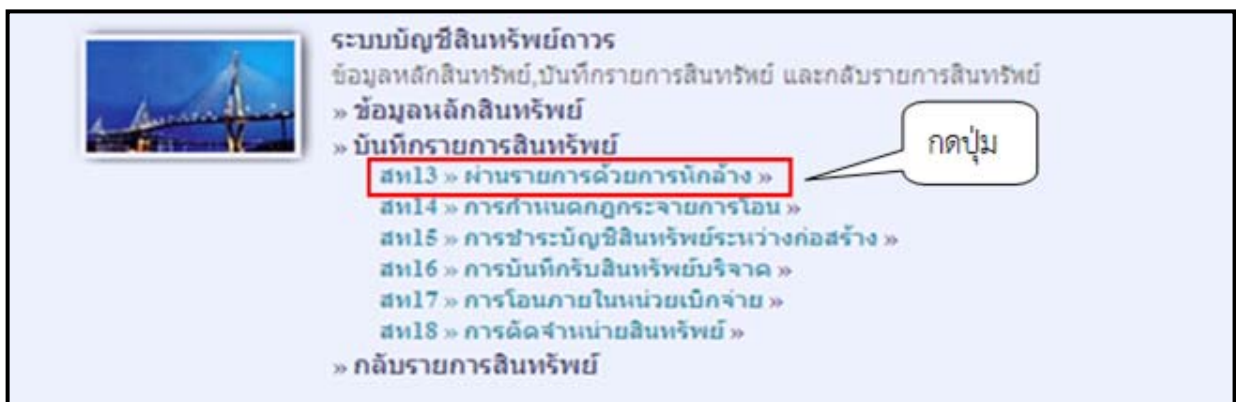 ระบบบัญชีสินทรัพย์ถาวร
ข้อมูลหลักสินทรัพย์,บันทึกรายการสินทรัพย์ และกลับรายการสินทรัพย์
» ข้อมูลหลักสินทรัพย์
» บันทึกรายการสินทรัพย์
กดปุ่ม
สท13 » ผ่านรายการด้วยการหักล้าง »
สท14 » การกำหนดกฎกระจายการโอน »
สท15 » การชำระบัญชีสินทรัพย์ระหว่างก่อสร้าง »
สท16 » การบันทึกรับสินทรัพย์บริจาค »
สท17 » การโอนภายในหน่วยเบิกจ่าย »
สท18 » การตัดจำหน่ายสินทรัพย์ »
» กลับรายการสินทรัพย์